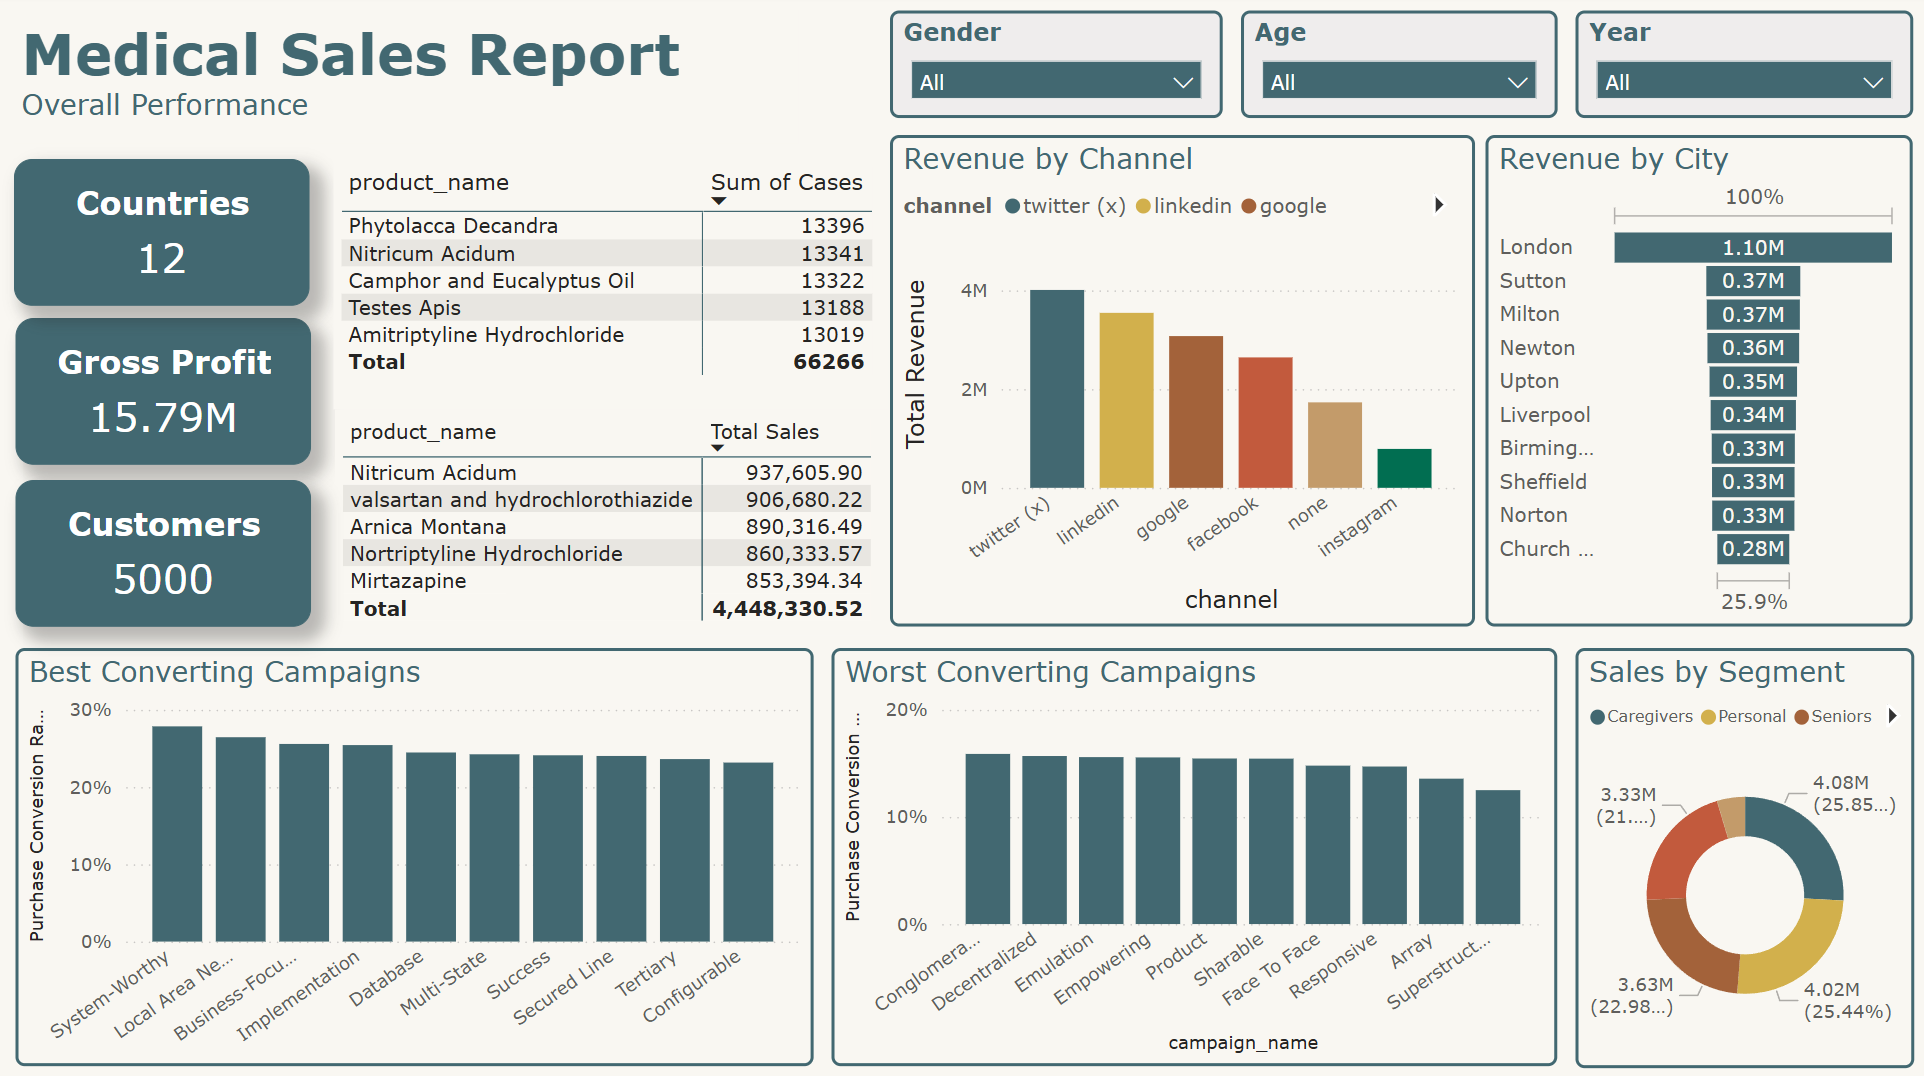 Medical Sales Report
Overall Performance
Gender
All
Age
All
Year
All
Countries
12
Gross Profit
15.79M
Customers
5000
product_name Sum of Cases
Phytolacca Decandra 13396
Nitricum Acidum 13341
Camphor and Eucalyptus Oil 13322
Testes Apis 13188
Amitriptyline Hydrochloride 13019
Total 66266
product_name Total Sales
Nitricum Acidum 937,605.90
valsartan and hydrochlorothiazide 906,680.22
Arnica Montana 890,316.49
Nortriptyline Hydrochloride 860,333.57
Mirtazapine 853,394.34
Total 4,448,330.52
Revenue by Channel
channel twitter (x) linkedin google
Total Revenue
4M
2M
0M
twitter (x)
linkedin
google
facebook
none
instagram
channel
Revenue by City
100%
London 1.10M
Sutton 0.37M
Milton 0.37M
Newton 0.36M
Upton 0.35M
Liverpool 0.34M
Birming... 0.33M
Sheffield 0.33M
Norton 0.33M
Church ... 0.28M
25.9%
Best Converting Campaigns
Purchase Conversion Ra...
30%
20%
10%
0%
System-Worthy
Local Area Ne...
Business-Focu...
Implementation
Database
Multi-State
Success
Secured Line
Tertiary
Configurable
Worst Converting Campaigns
Purchase Conversion ...
20%
10%
0%
Conglomera...
Decentralized
Emulation
Empowering
Product
Sharable
Face To Face
Responsive
Array
Superstruct...
campaign_name
Sales by Segment
Caregivers Personal Seniors
4.08M
(25.85...)
3.33M
(21....)
3.63M
(22.98...)
4.02M
(25.44%)